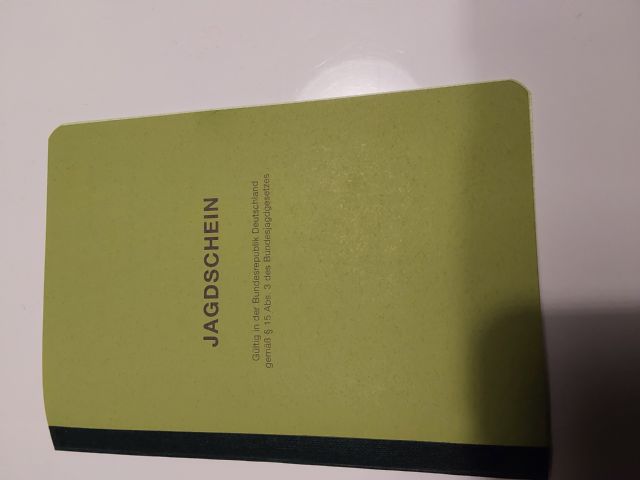 JAGDSCHEIN
Gültig in der Bundesrepublik Deutschland
gemäß § 15 Abs. 3 des Bundesjagdgesetzes